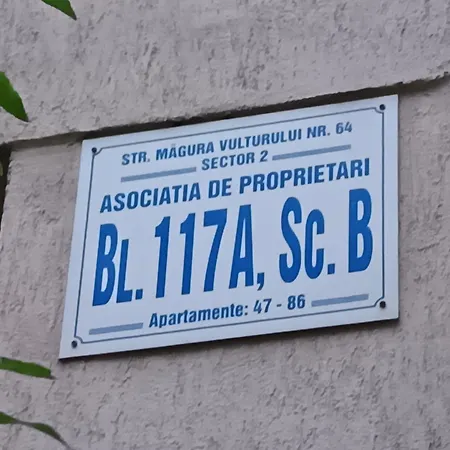 STR. MĂGURA VULTURULUI NR. 64
SECTOR 2
ASOCIATIA DE PROPRIETARI
BL. 117A, SC. B
Apartamente: 47 - 86